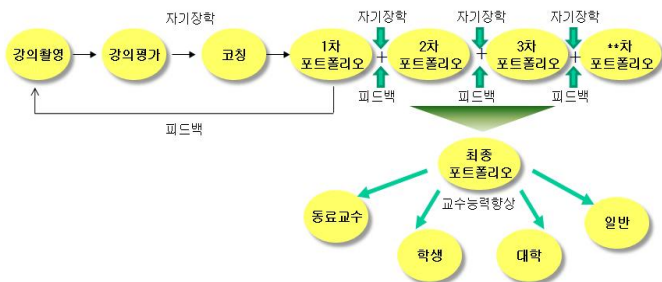 자기장학
자기장학
자기장학
자기장학
강의촬영
강의평가
코칭
1차
포트폴리오
+
2차
포트폴리오
+
3차
포트폴리오
+
**차
포트폴리오
피드백
피드백
피드백
피드백
최종
포트폴리오
교수능력향상
동료교수
학생
대학
일반